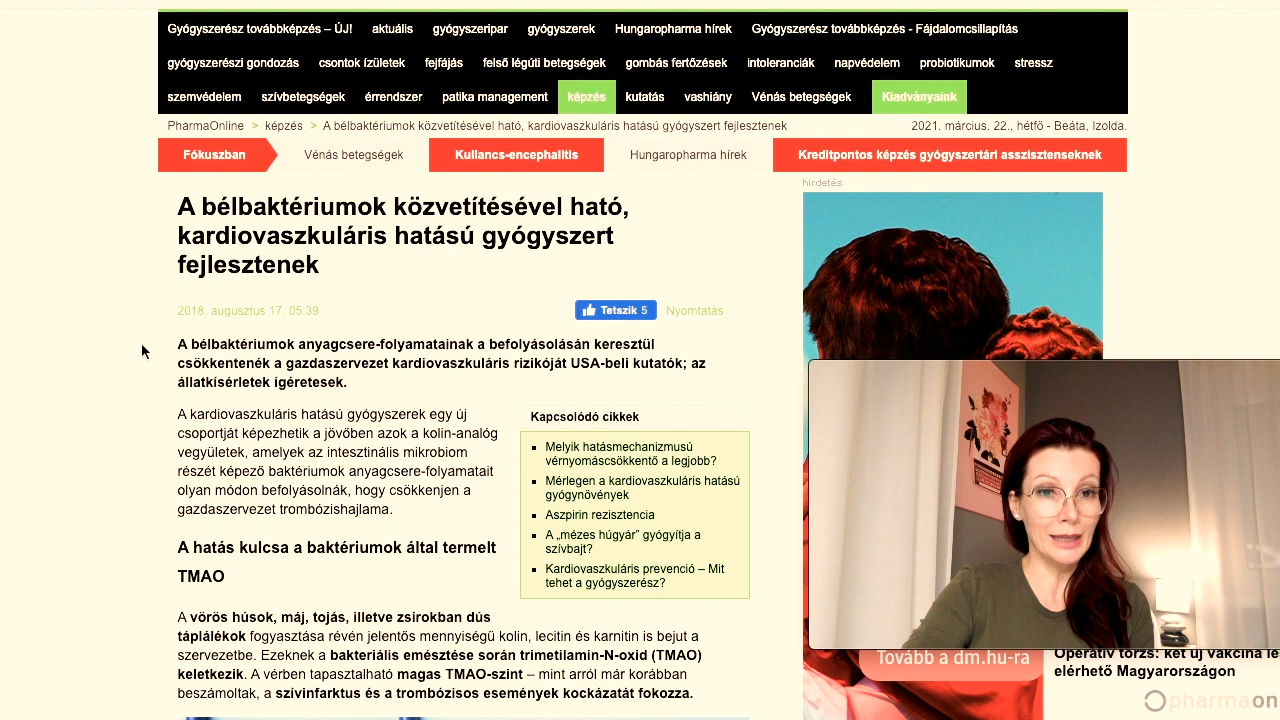 Gyógyszerész továbbképzés – ÚJ! aktuális gyógyszeripar gyógyszerek Hungaropharma hírek Gyógyszerész továbbképzés - Fájdalomcsillapítás
gyógyszerészi gondozás csontok ízületek fejfájás felső légúti betegségek gombás fertőzések intoleranciák napvédelem probiotikumok stressz
szemvédelem szívbetegségek érrendszer patika management képzés kutatás vashiány Vénás betegségek Kiadványaink
PharmaOnline > képzés > A bélbaktériumok közvetítésével ható, kardiovaszkuláris hatású gyógyszert fejlesztenek 2021. március. 22., hétfő - Beáta, Izolda.
Fókuszban Vénás betegségek Kullancs-encephalitis Hungaropharma hírek Kreditpontos képzés gyógyszertári asszisztenseknek
hirdetés
A bélbaktériumok közvetítésével ható,
kardiovaszkuláris hatású gyógyszert
fejlesztenek
2018. augusztus 17. 05.39 Tetszik 5 Nyomtatás
A bélbaktériumok anyagcsere-folyamatainak a befolyásolásán keresztül
csökkentenék a gazdaszervezet kardiovaszkuláris rizikóját USA-beli kutatók; az
állatkísérletek ígéretesek.
A kardiovaszkuláris hatású gyógyszerek egy új
csoportját képezhetik a jövőben azok a kolin-analóg
vegyületek, amelyek az intesztinális mikrobiom
részét képező baktériumok anyagcsere-folyamatait
olyan módon befolyásolnák, hogy csökkenjen a
gazdaszervezet trombózishajlama.
Kapcsolódó cikkek
Melyik hatásmechanizmusú
vérnyomáscsökkentő a legjobb?
Mérlegen a kardiovaszkuláris hatású
gyógynövények
Aszpirin rezisztencia
A „mézes húgyár” gyógyítja a
szívbajt?
Kardiovaszkuláris prevenció – Mit
tehet a gyógyszerész?
A hatás kulcsa a baktériumok által termelt
TMAO
A vörös húsok, máj, tojás, illetve zsírokban dús
táplálékok fogyasztása révén jelentős mennyiségű kolin, lecitin és karnitin is bejut a
szervezetbe. Ezeknek a bakteriális emésztése során trimetilamin-N-oxid (TMAO)
keletkezik. A vérben tapasztalható magas TMAO-szint – mint arról már korábban
beszámoltak, a szívinfarktus és a trombózisos események kockázatát fokozza.
Tovább a dm.hu-ra
Operatív törzs: két új vakcina le
elérhető Magyarországon
pharmaon